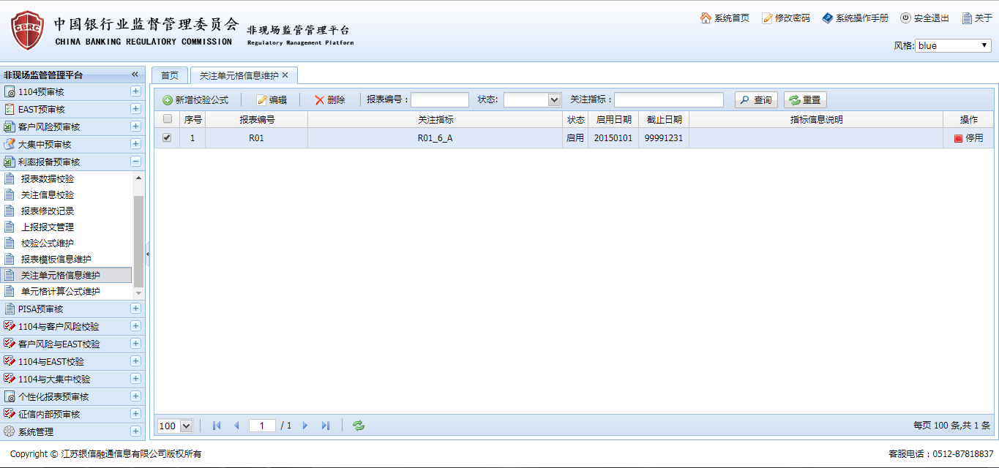 CBRC
中国银行业监督管理委员会 非现场监管管理平台
CHINA BANKING REGULATORY COMMISSION Regulatory Management Platform
系统首页 修改密码 系统操作手册 安全退出 关于
风格: blue
非现场监管管理平台
1104预审核
EAST预审核
客户风险预审核
大集中预审核
利率报备预审核
报表数据校验
关注信息校验
报表修改记录
上报报文管理
校验公式维护
报表模板信息维护
关注单元格信息维护
单元格计算公式维护
PISA预审核
1104与客户风险校验
客户风险与EAST校验
1104与EAST校验
1104与大集中校验
个性化报表预审核
征信内部预审核
系统管理
首页 关注单元格信息维护
新增校验公式 编辑 删除 报表编号: 状态: 关注指标: 查询 重置
序号 报表编号 关注指标 状态 启用日期 截止日期 指标信息说明 操作
1 R01 R01_6_A 启用 20150101 99991231 停用
100 1 / 1 每页 100 条,共 1 条
Copyright © 江苏银信融通信息有限公司版权所有 客服电话:0512-87818837